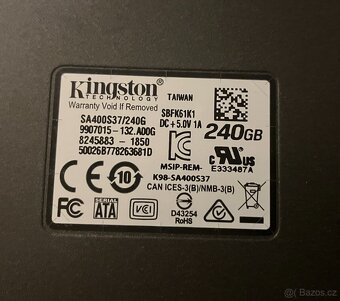 Kingston
TECHNOLOGY
TAIWAN
Warranty Void If Removed
SBFK61K1
SA400S37/240G
DC + 5.0V 1A
9907015-132.A00G
240GB
8245883 - 1850
50026B778263681D
MSIP-REM-
E333487A
K98-SA400S37
CAN ICES-3(B)/NMB-3(B)
CE
10
FC
SERIAL
ATA
VCCI
D43254
RoHS
Bazoš.cz